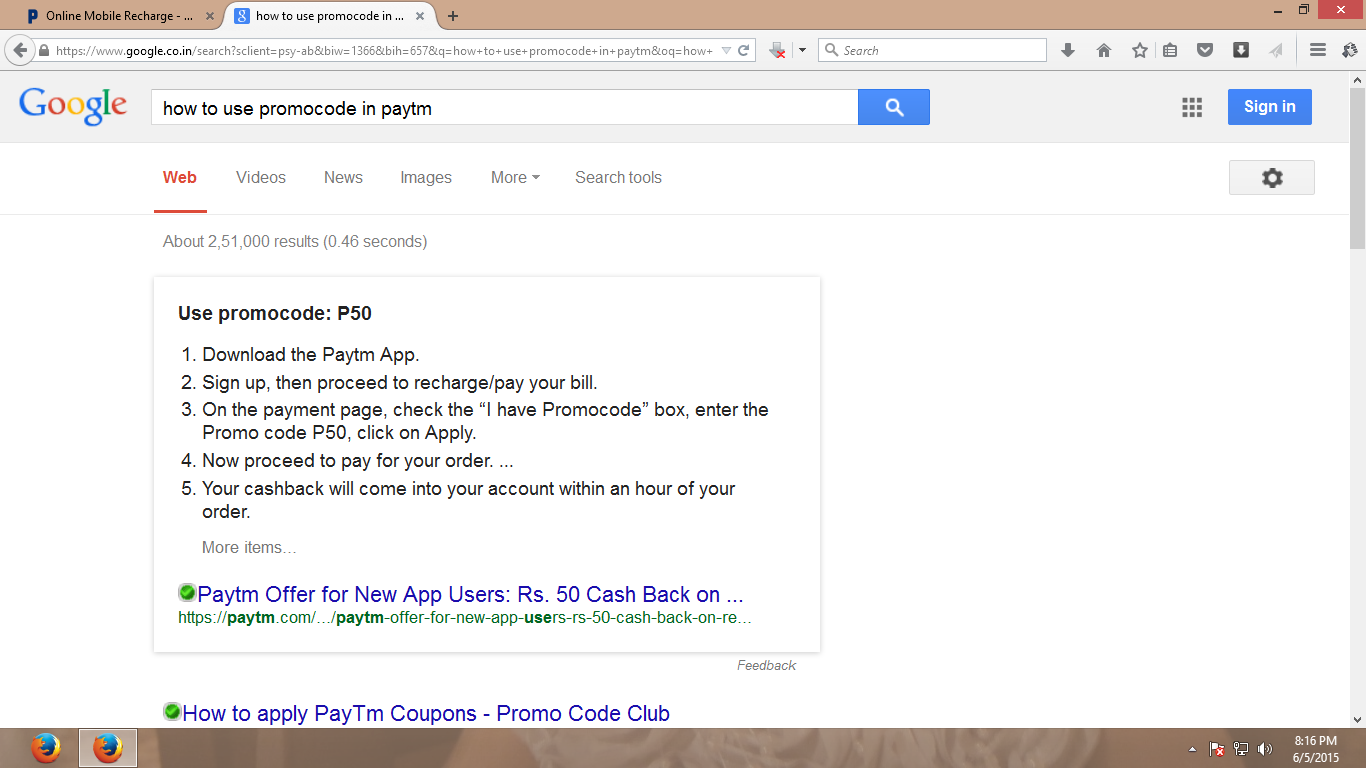 Online Mobile Recharge - ...
how to use promocode in ...
https://www.google.co.in/search?sclient=psy-ab&biw=1366&bih=657&q=how+to+use+promocode+in+paytm&oq=how+
Search
Google
how to use promocode in paytm
Sign in
Web Videos News Images More Search tools
About 2,51,000 results (0.46 seconds)
Use promocode: P50
1. Download the Paytm App.
2. Sign up, then proceed to recharge/pay your bill.
3. On the payment page, check the “I have Promocode” box, enter the
Promo code P50, click on Apply.
4. Now proceed to pay for your order. ...
5. Your cashback will come into your account within an hour of your
order.
More items...
Paytm Offer for New App Users: Rs. 50 Cash Back on ...
https://paytm.com/.../paytm-offer-for-new-app-users-rs-50-cash-back-on-re...
Feedback
How to apply PayTm Coupons - Promo Code Club
8:16 PM
6/5/2015